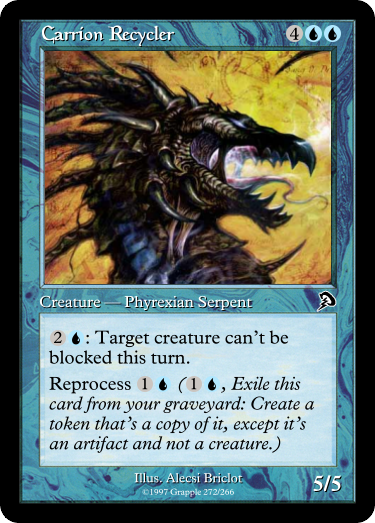 Carrion Recycler 4
Creature — Phyrexian Serpent
2 : Target creature can't be
blocked this turn.
Reprocess 1 ( 1 , Exile this
card from your graveyard: Create a
token that's a copy of it, except it's
an artifact and not a creature.)
Illus. Alecsi Briclot
©1997 Grapple 272/266
5/5